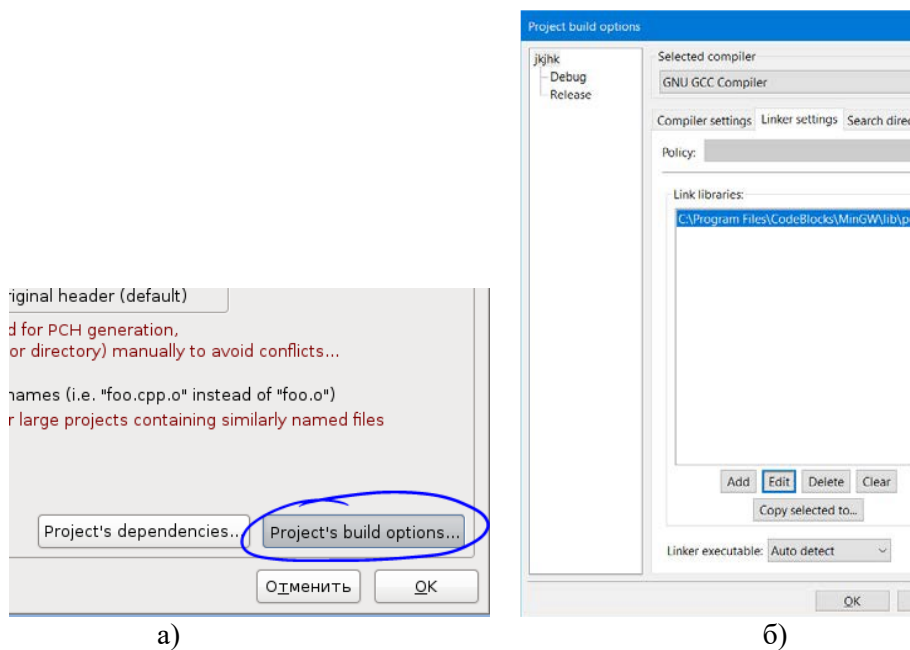 riginal header (default)
d for PCH generation,
or directory) manually to avoid conflicts...
names (i.e. "foo.cpp.o" instead of "foo.o")
r large projects containing similarly named files
Project's dependencies..
Project's build options...
Отменить
OK
а)
Project build options
jkjhk
Debug
Release
Selected compiler
GNU GCC Compiler
Compiler settings Linker settings Search direc
Policy:
Link libraries:
C:\Program Files\CodeBlocks\MinGW\lib\p
Add Edit Delete Clear
Copy selected to...
Linker executable: Auto detect
OK
б)